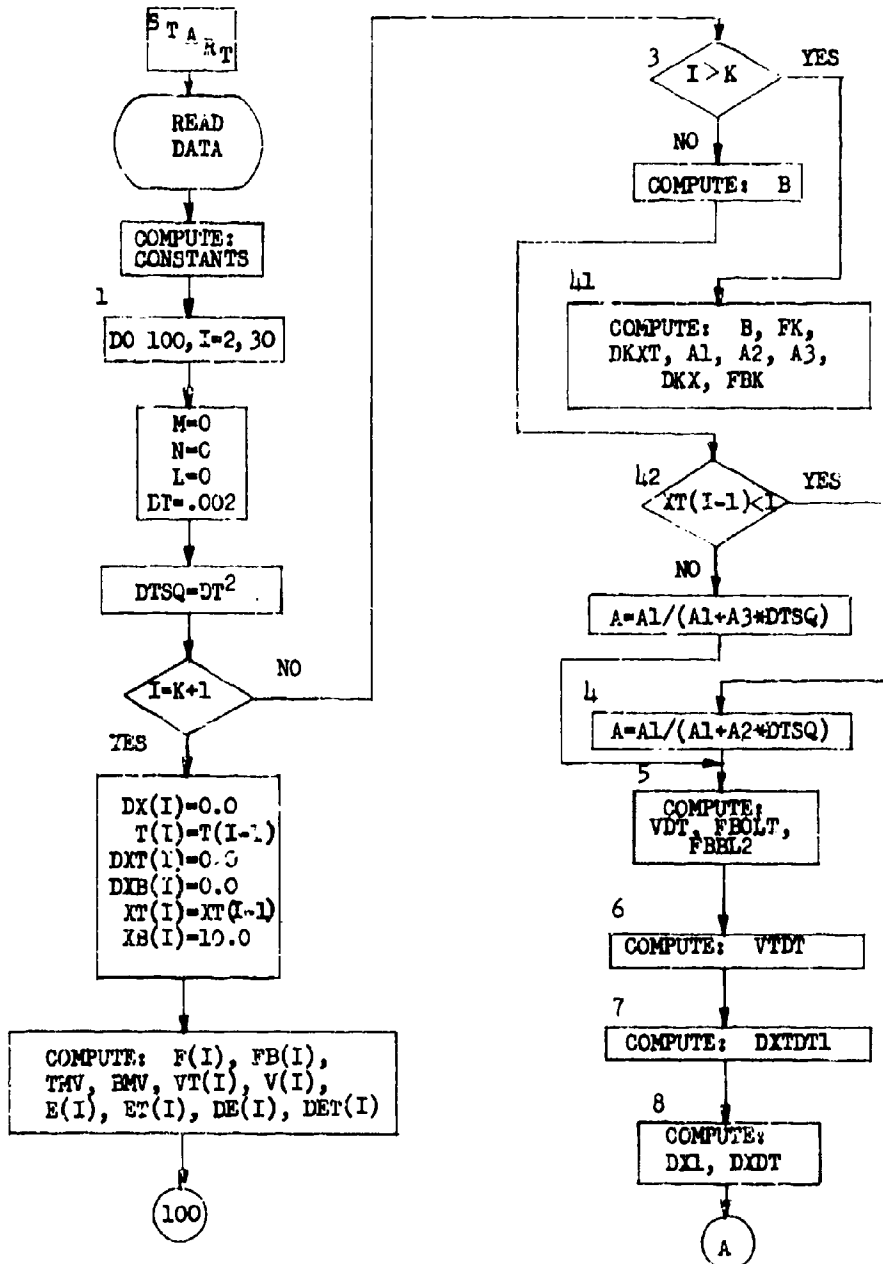 START
READ
DATA
COMPUTE:
CONSTANTS
1
DO 100, I=2, 30
M=0
N=0
L=0
DT=.002
DTSQ=DT²
I=K+1
NO
YES
DX(I)=0.0
T(I)=T(I-1)
DXT(I)=0.0
DXB(I)=0.0
XT(I)=XT(I-1)
XB(I)=10.0
COMPUTE: F(I), FB(I),
TMV, BMV, VT(I), V(I),
E(I), ET(I), DE(I), DET(I)
100
3
I > K
YES
NO
COMPUTE: B
41
COMPUTE: B, FK,
DKXT, A1, A2, A3,
DKX, FBK
42
XT(I-1)<1
YES
NO
A=A1/(A1+A3*DTSQ)
4
A=A1/(A1+A2*DTSQ)
5
COMPUTE:
VDT, FBOLT,
FBBL2
6
COMPUTE: VTDT
7
COMPUTE: DXTDT1
8
COMPUTE:
DX1, DXDT
A